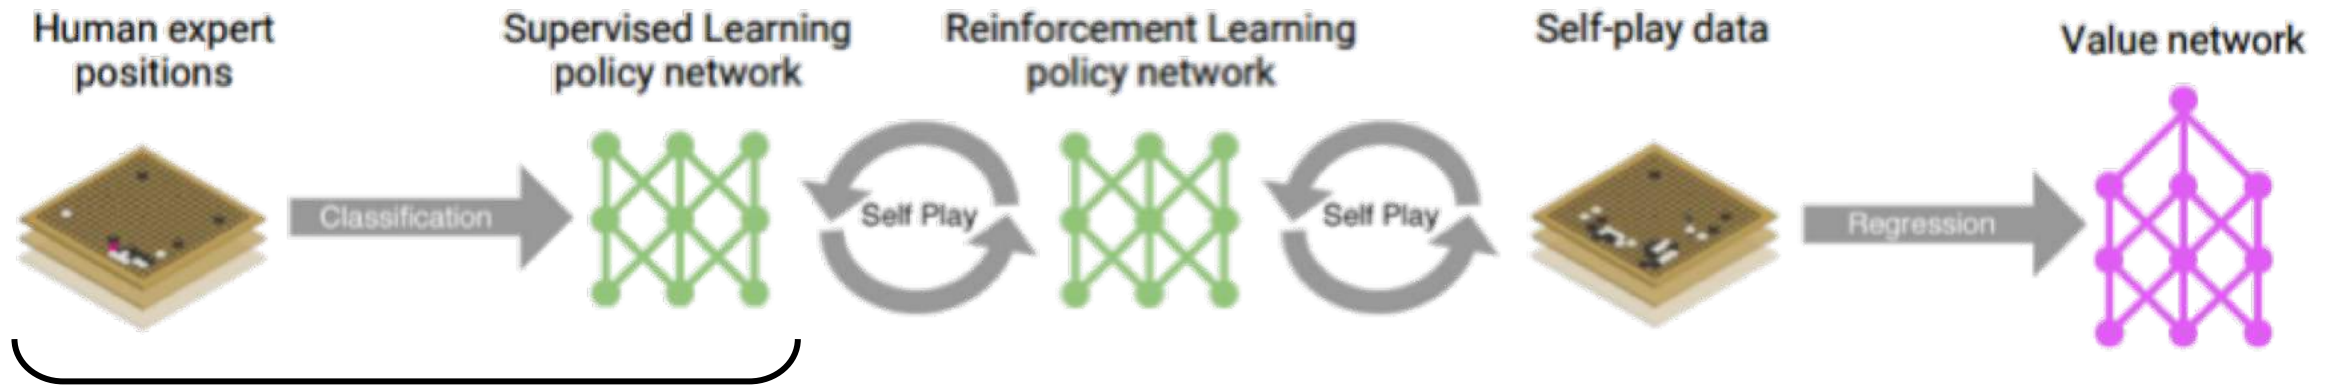 Human expert
positions
Supervised Learning
policy network
Reinforcement Learning
policy network
Self-play data
Value network
Classification
Self Play
Self Play
Regression